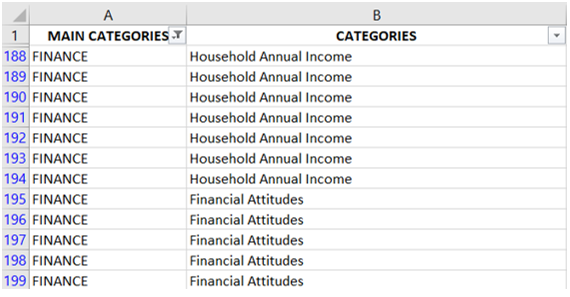 A B
1 MAIN CATEGORIES CATEGORIES
188 FINANCE Household Annual Income
189 FINANCE Household Annual Income
190 FINANCE Household Annual Income
191 FINANCE Household Annual Income
192 FINANCE Household Annual Income
193 FINANCE Household Annual Income
194 FINANCE Household Annual Income
195 FINANCE Financial Attitudes
196 FINANCE Financial Attitudes
197 FINANCE Financial Attitudes
198 FINANCE Financial Attitudes
199 FINANCE Financial Attitudes